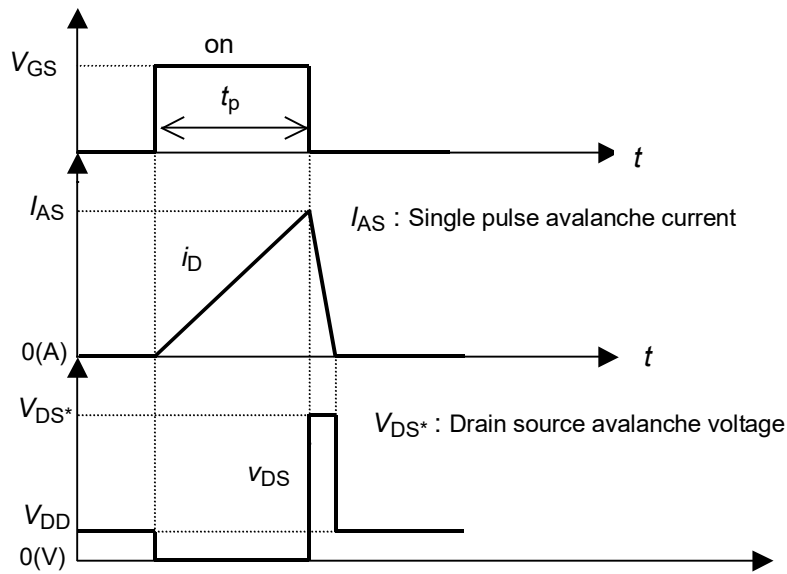 on
V_GS
t_p
t
I_AS
I_AS : Single pulse avalanche current
i_D
0(A)
t
V_DS*
V_DS* : Drain source avalanche voltage
v_DS
V_DD
0(V)